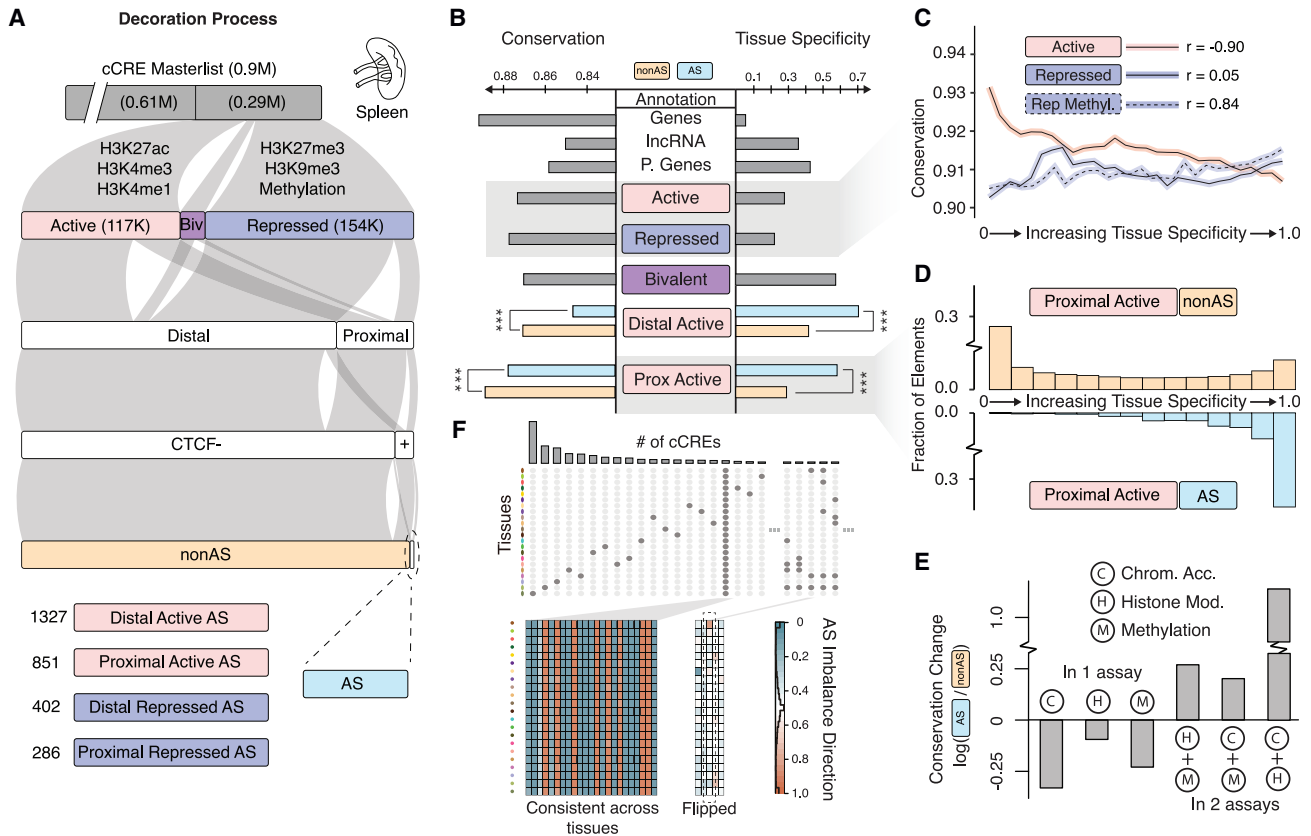 A
Decoration Process
cCRE Masterlist (0.9M)
(0.61M)
(0.29M)
Spleen
H3K27ac
H3K4me3
H3K4me1
H3K27me3
H3K9me3
Methylation
Active (117K)
Biv
Repressed (154K)
Distal
Proximal
CTCF-
+
nonAS
1327
Distal Active AS
851
Proximal Active AS
402
Distal Repressed AS
286
Proximal Repressed AS
AS
B
Conservation
Tissue Specificity
0.88 0.86 0.84
nonAS
AS
0.1 0.3 0.5 0.7
Annotation
Genes
lncRNA
P. Genes
Active
Repressed
Bivalent
***
Distal Active
***
***
Prox Active
***
C
Active
r = -0.90
Repressed
r = 0.05
Rep Methyl.
r = 0.84
Conservation
0.94
0.93
0.92
0.91
0.90
0
Increasing Tissue Specificity
1.0
D
Proximal Active
nonAS
Fraction of Elements
0.3
0.0
0
Increasing Tissue Specificity
1.0
0.0
0.3
Proximal Active
AS
E
C
Chrom. Acc.
H
Histone Mod.
M
Methylation
Conservation Change
log( AS / nonAS )
1.0
0.25
0
-0.25
In 1 assay
C
H
M
H + M
C + M
C + H
In 2 assays
F
# of cCREs
Tissues
Consistent across
tissues
Flipped
0
0.2
0.4
0.6
0.8
1.0
AS Imbalance Direction